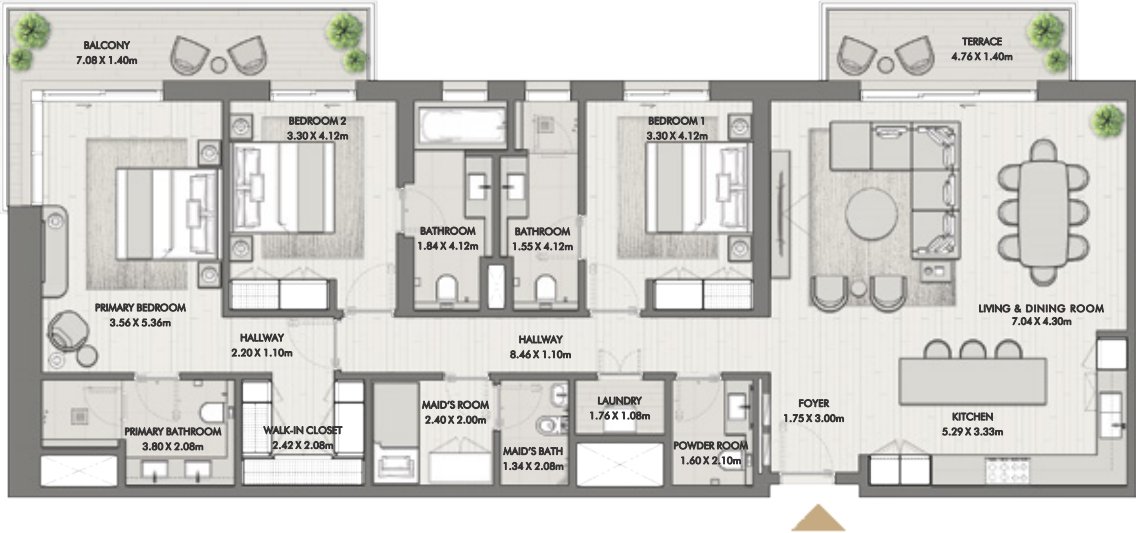 BALCONY
7.08 X 1.40m
TERRACE
4.76 X 1.40m
BEDROOM 2
3.30 X 4.12m
BEDROOM 1
3.30 X 4.12m
BATHROOM
1.84 X 4.12m
BATHROOM
1.55 X 4.12m
PRIMARY BEDROOM
3.56 X 5.36m
LIVING & DINING ROOM
7.04 X 4.30m
HALLWAY
2.20 X 1.10m
HALLWAY
8.46 X 1.10m
MAID'S ROOM
2.40 X 2.00m
LAUNDRY
1.76 X 1.08m
FOYER
1.75 X 3.00m
KITCHEN
5.29 X 3.33m
PRIMARY BATHROOM
3.80 X 2.08m
WALK-IN CLOSET
2.42 X 2.08m
MAID'S BATH
1.34 X 2.08m
POWDER ROOM
1.60 X 2.10m